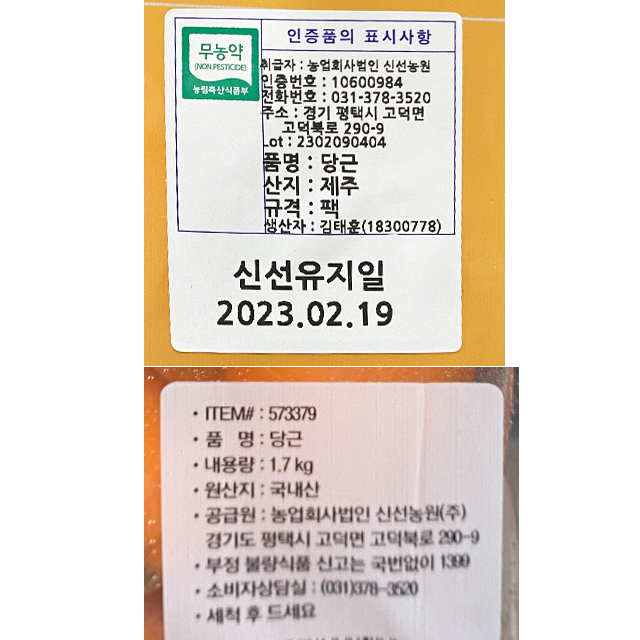 인증품의 표시사항
무농약
(NON PESTICIDE)
농림축산식품부
취급자 : 농업회사법인 신선농원
인증번호 : 10600984
전화번호 : 031-378-3520
주소 : 경기 평택시 고덕면
고덕북로 290-9
Lot : 2302090404
품명 : 당근
산지 : 제주
규격 : 팩
생산자 : 김태훈(18300778)
신선유지일
2023.02.19
• ITEM# : 573379
• 품 명 : 당근
• 내용량 : 1.7 kg
• 원산지 : 국내산
• 공급원 : 농업회사법인 신선농원(주)
경기도 평택시 고덕면 고덕북로 290-9
• 부정 불량식품 신고는 국번없이 1399
• 소비자상담실 : (031)378-3520
• 세척 후 드세요